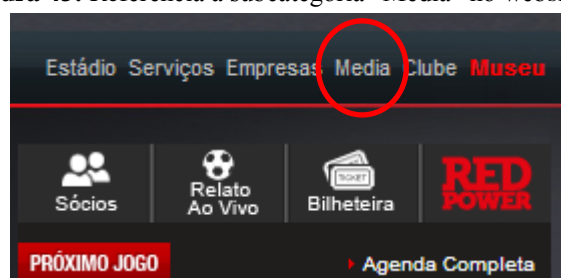 Estádio Serviços Empresas Media Clube Museu
Sócios
Relato
Ao Vivo
TICKET
Bilheteira
RED
POWER
PRÓXIMO JOGO
Agenda Completa